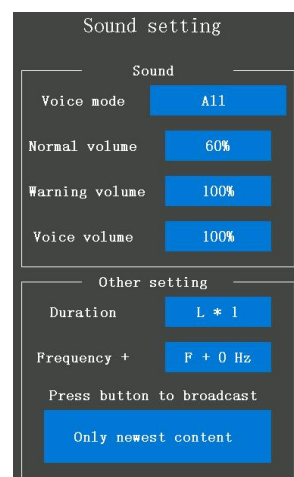 Sound setting
Sound
Voice mode All
Normal volume 60%
Warning volume 100%
Voice volume 100%
Other setting
Duration L * 1
Frequency + F + 0 Hz
Press button to broadcast
Only newest content